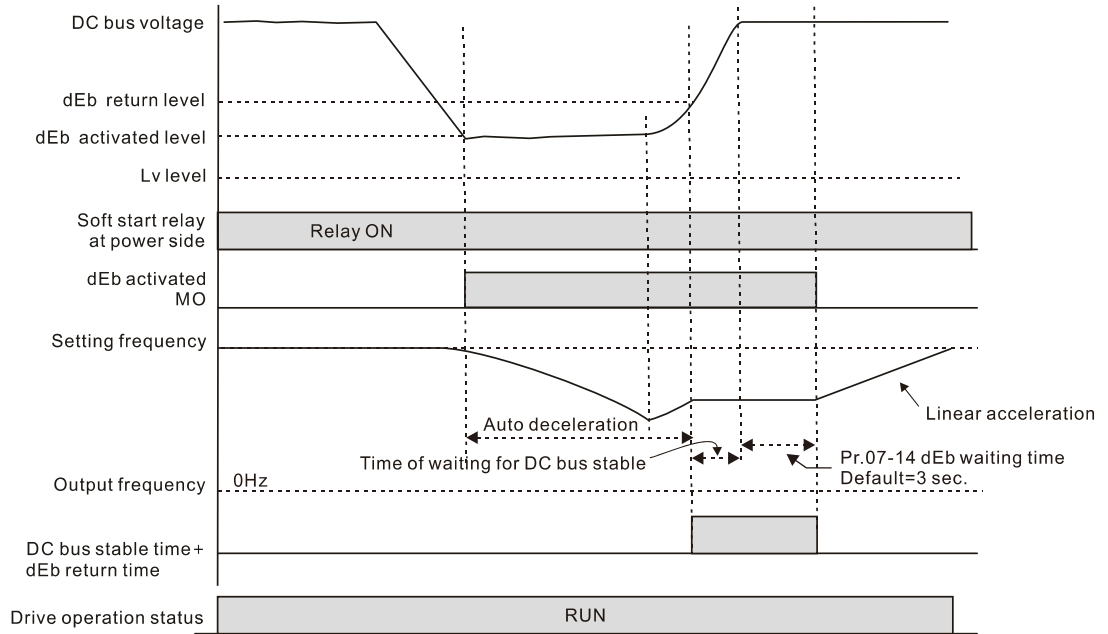 DC bus voltage
dEb return level
dEb activated level
Lv level
Soft start relay
at power side
Relay ON
dEb activated
MO
Setting frequency
Linear acceleration
Auto deceleration
Time of waiting for DC bus stable
Pr.07-14 dEb waiting time
Default=3 sec.
Output frequency
0Hz
DC bus stable time+
dEb return time
Drive operation status
RUN